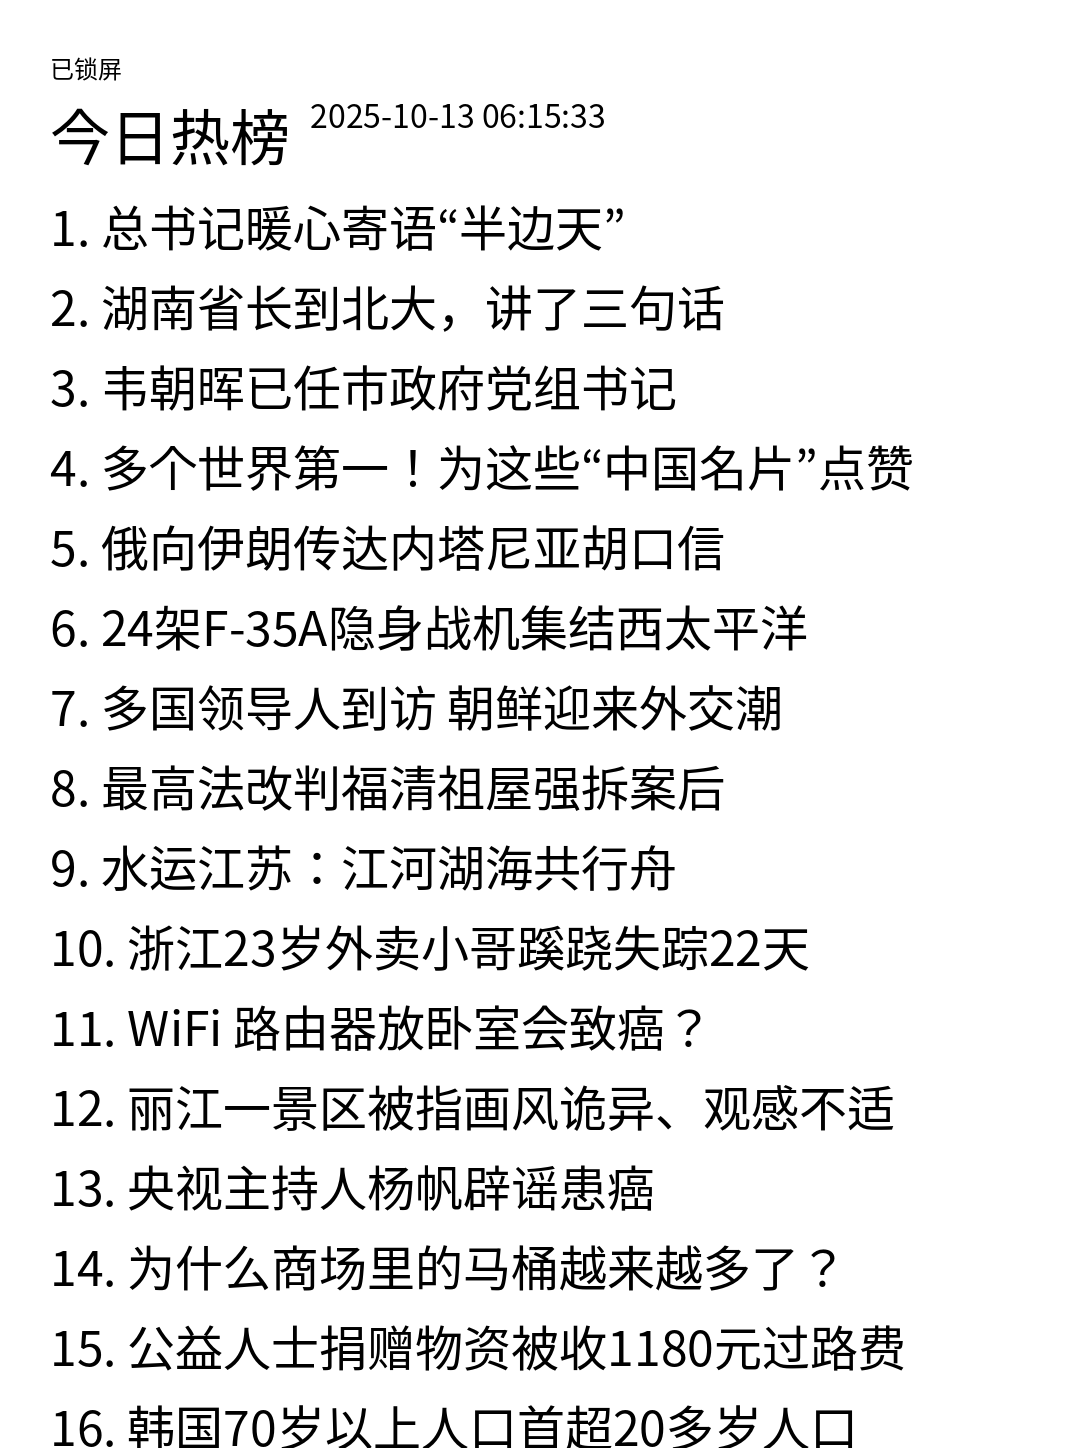 已锁屏
今日热榜 2025-10-13 06:15:33
1. 总书记暖心寄语“半边天”
2. 湖南省长到北大，讲了三句话
3. 韦朝晖已任市政府党组书记
4. 多个世界第一！为这些“中国名片”点赞
5. 俄向伊朗传达内塔尼亚胡口信
6. 24架F-35A隐身战机集结西太平洋
7. 多国领导人到访 朝鲜迎来外交潮
8. 最高法改判福清祖屋强拆案后
9. 水运江苏：江河湖海共行舟
10. 浙江23岁外卖小哥蹊跷失踪22天
11. WiFi 路由器放卧室会致癌？
12. 丽江一景区被指画风诡异、观感不适
13. 央视主持人杨帆辟谣患癌
14. 为什么商场里的马桶越来越多了？
15. 公益人士捐赠物资被收1180元过路费
16. 韩国70岁以上人口首超20多岁人口